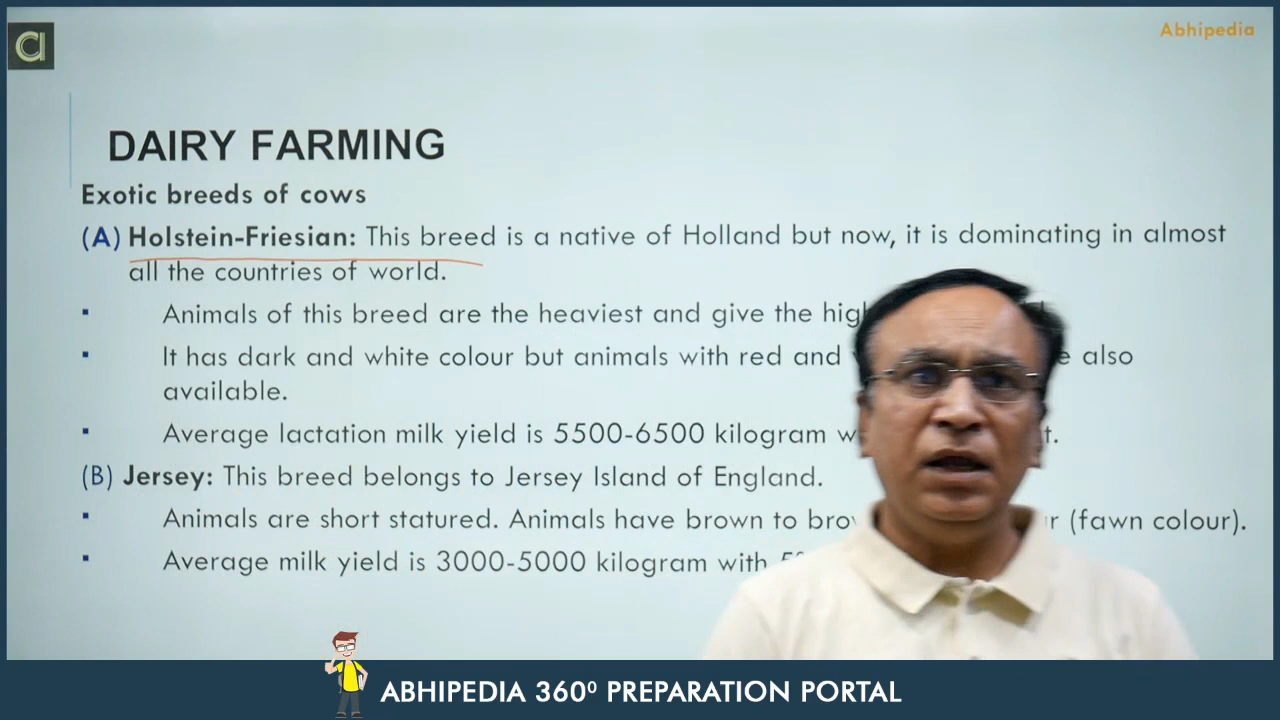 Abhipedia
DAIRY FARMING
Exotic breeds of cows
(A) Holstein-Friesian: This breed is a native of Holland but now, it is dominating in almost
all the countries of world.
▪ Animals of this breed are the heaviest and give the
▪ It has dark and white colour but animals with red and also
available.
▪ Average lactation milk yield is 5500-6500 kilogram
(B) Jersey: This breed belongs to Jersey Island of England.
▪ Animals are short statured. Animals have brown to (fawn colour).
▪ Average milk yield is 3000-5000 kilogram with
ABHIPEDIA 360⁰ PREPARATION PORTAL